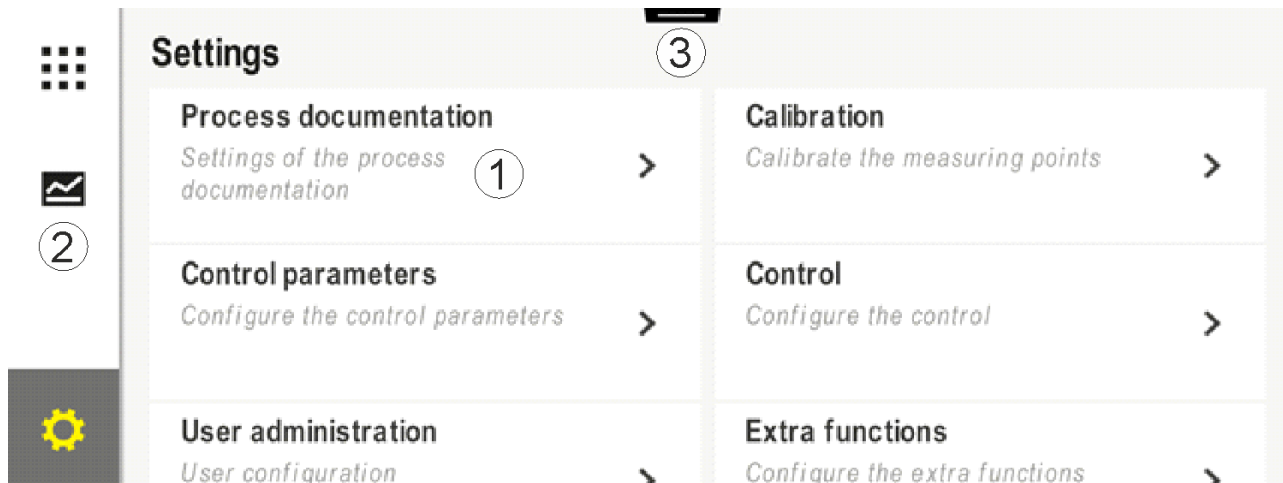 Settings
3
Process documentation
Settings of the process
documentation
1
Calibration
Calibrate the measuring points
2
Control parameters
Configure the control parameters
Control
Configure the control
User administration
User configuration
Extra functions
Configure the extra functions